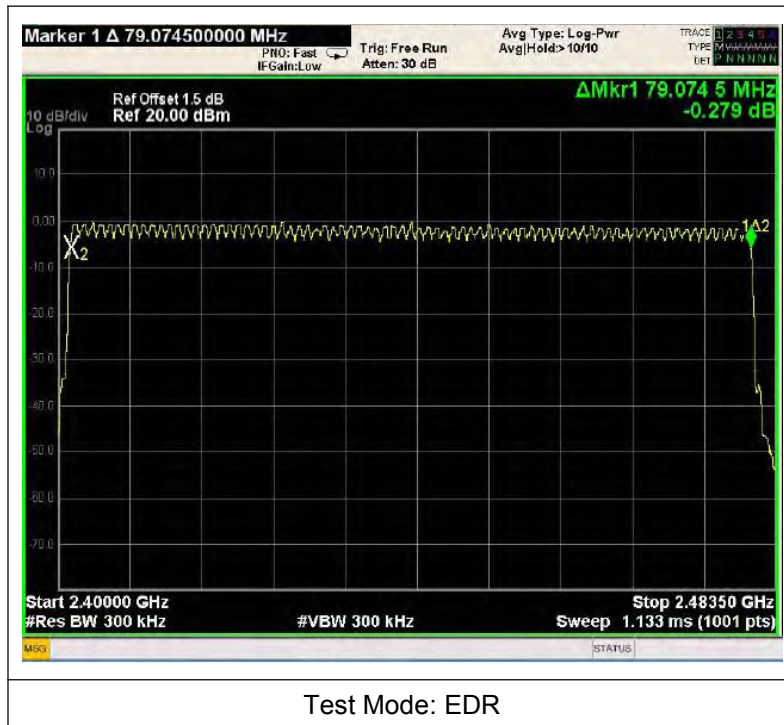 Marker 1 Δ 79.074500000 MHz
PNO: Fast
IFGain:Low
Trig: Free Run
Atten: 30 dB
Avg Type: Log-Pwr
Avg|Hold:> 10/10
TRACE 1 2 3 4 5 6
TYPE M
DET P N N N N N
Ref Offset 1.5 dB
10 dB/div Ref 20.00 dBm
Log
ΔMkr1 79.074 5 MHz
-0.279 dB
10.0
0.00
-10.0
-20.0
-30.0
-40.0
-50.0
-60.0
-70.0
X2
1Δ2
Start 2.40000 GHz
Stop 2.48350 GHz
#Res BW 300 kHz
#VBW 300 kHz
Sweep 1.133 ms (1001 pts)
MSG
STATUS
Test Mode: EDR